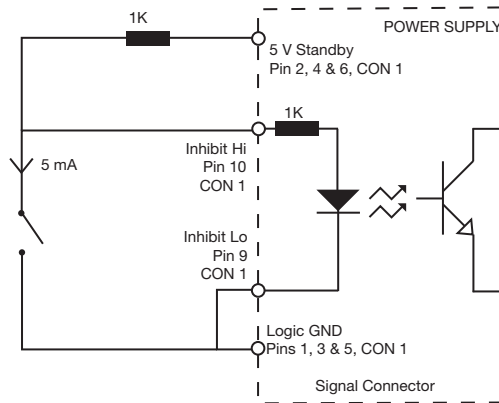 1K
POWER SUPPLY
5 V Standby
Pin 2, 4 & 6, CON 1
1K
Inhibit Hi
Pin 10
CON 1
5 mA
Inhibit Lo
Pin 9
CON 1
Logic GND
Pins 1, 3 & 5, CON 1
Signal Connector